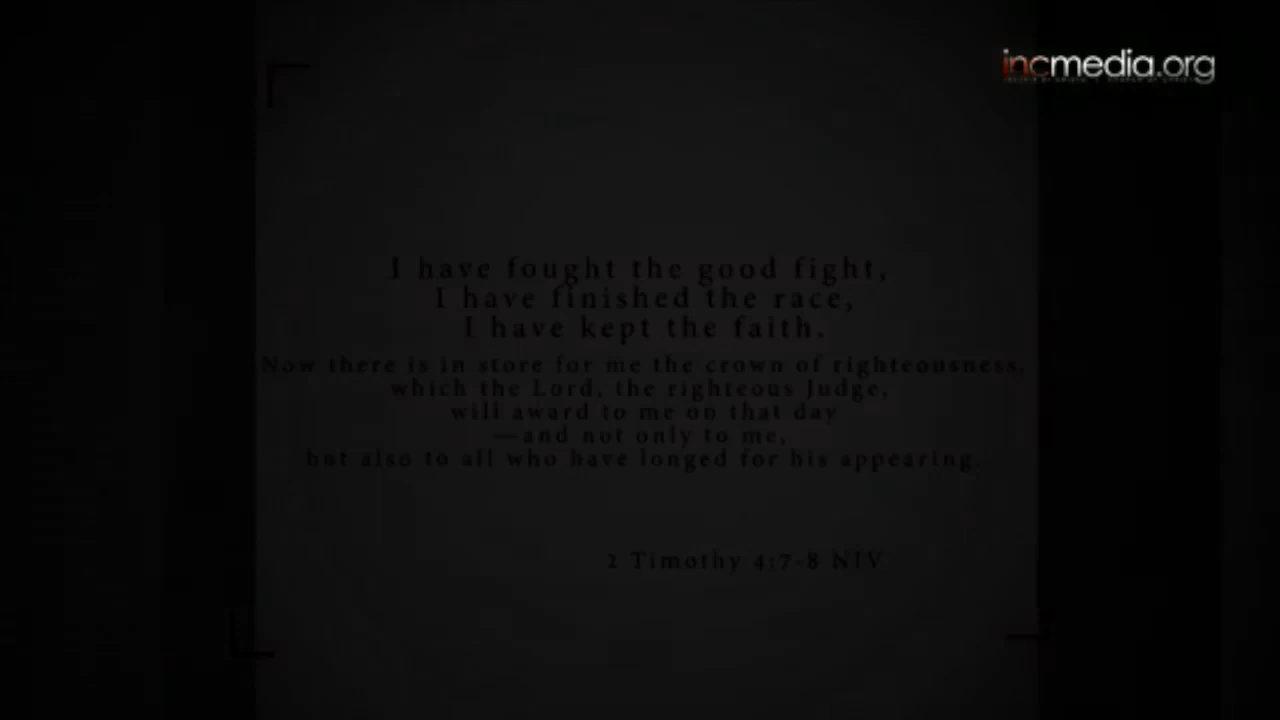 incmedia.org
I have fought the good fight,
I have finished the race,
I have kept the faith.
Now there is in store for me the crown of righteousness,
which the Lord, the righteous Judge,
will award to me on that day
—and not only to me,
but also to all who have longed for his appearing.
2 Timothy 4:7-8 NIV